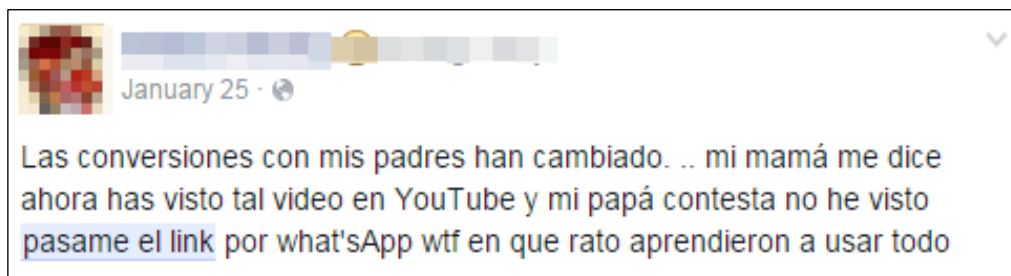 January 25 ·
Las conversiones con mis padres han cambiado. .. mi mamá me dice
ahora has visto tal video en YouTube y mi papá contesta no he visto
pasame el link por what'sApp wtf en que rato aprendieron a usar todo